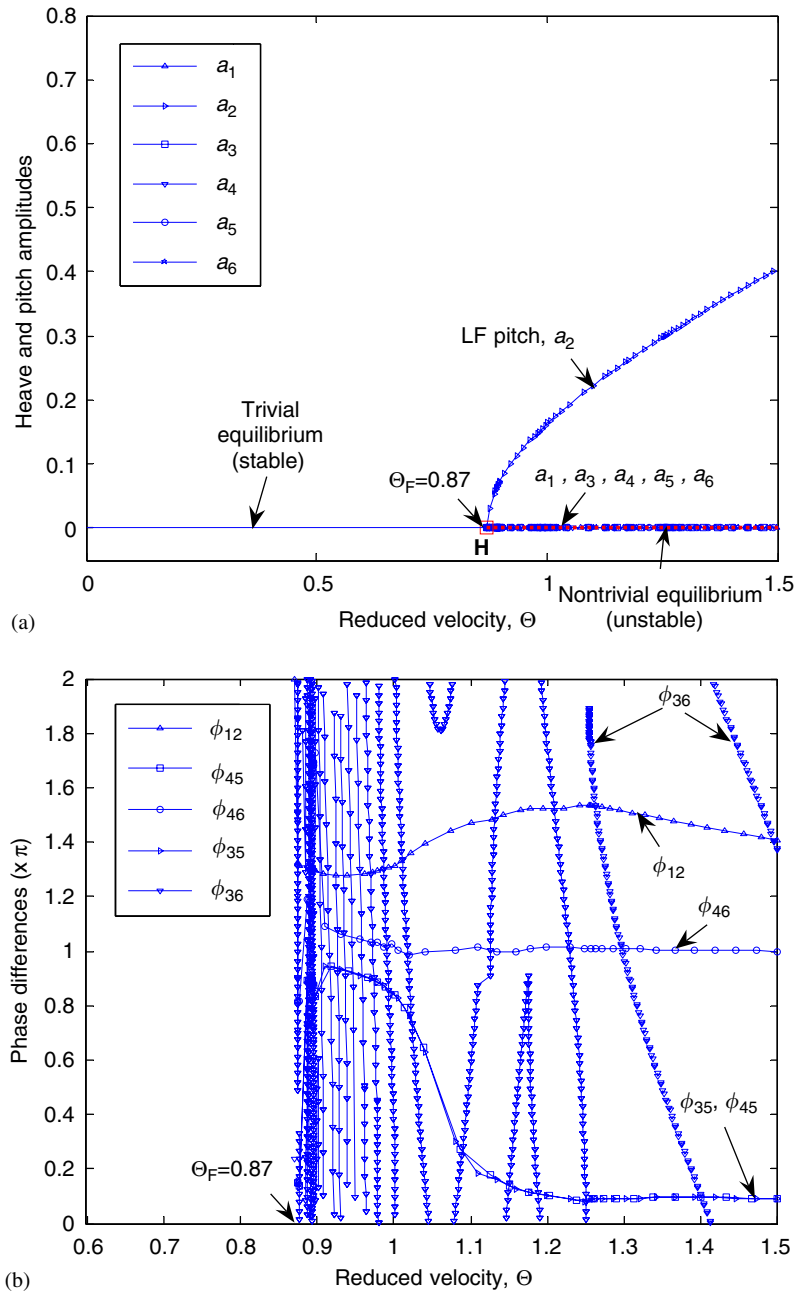 0.8
0.7
0.6
0.5
0.4
0.3
0.2
0.1
0
Heave and pitch amplitudes
a1
a2
a3
a4
a5
a6
LF pitch, a2
Trivial
equilibrium
(stable)
ΘF=0.87
a1 , a3 , a4 , a5 , a6
H
0
0.5
1
1.5
Nontrivial equilibrium
(unstable)
Reduced velocity, Θ
(a)
2
1.8
1.6
1.4
1.2
1
0.8
0.6
0.4
0.2
0
Phase differences (x π)
ϕ12
ϕ45
ϕ46
ϕ35
ϕ36
ϕ36
ϕ12
ϕ46
ϕ35, ϕ45
ΘF=0.87
0.6
0.7
0.8
0.9
1
1.1
1.2
1.3
1.4
1.5
Reduced velocity, Θ
(b)